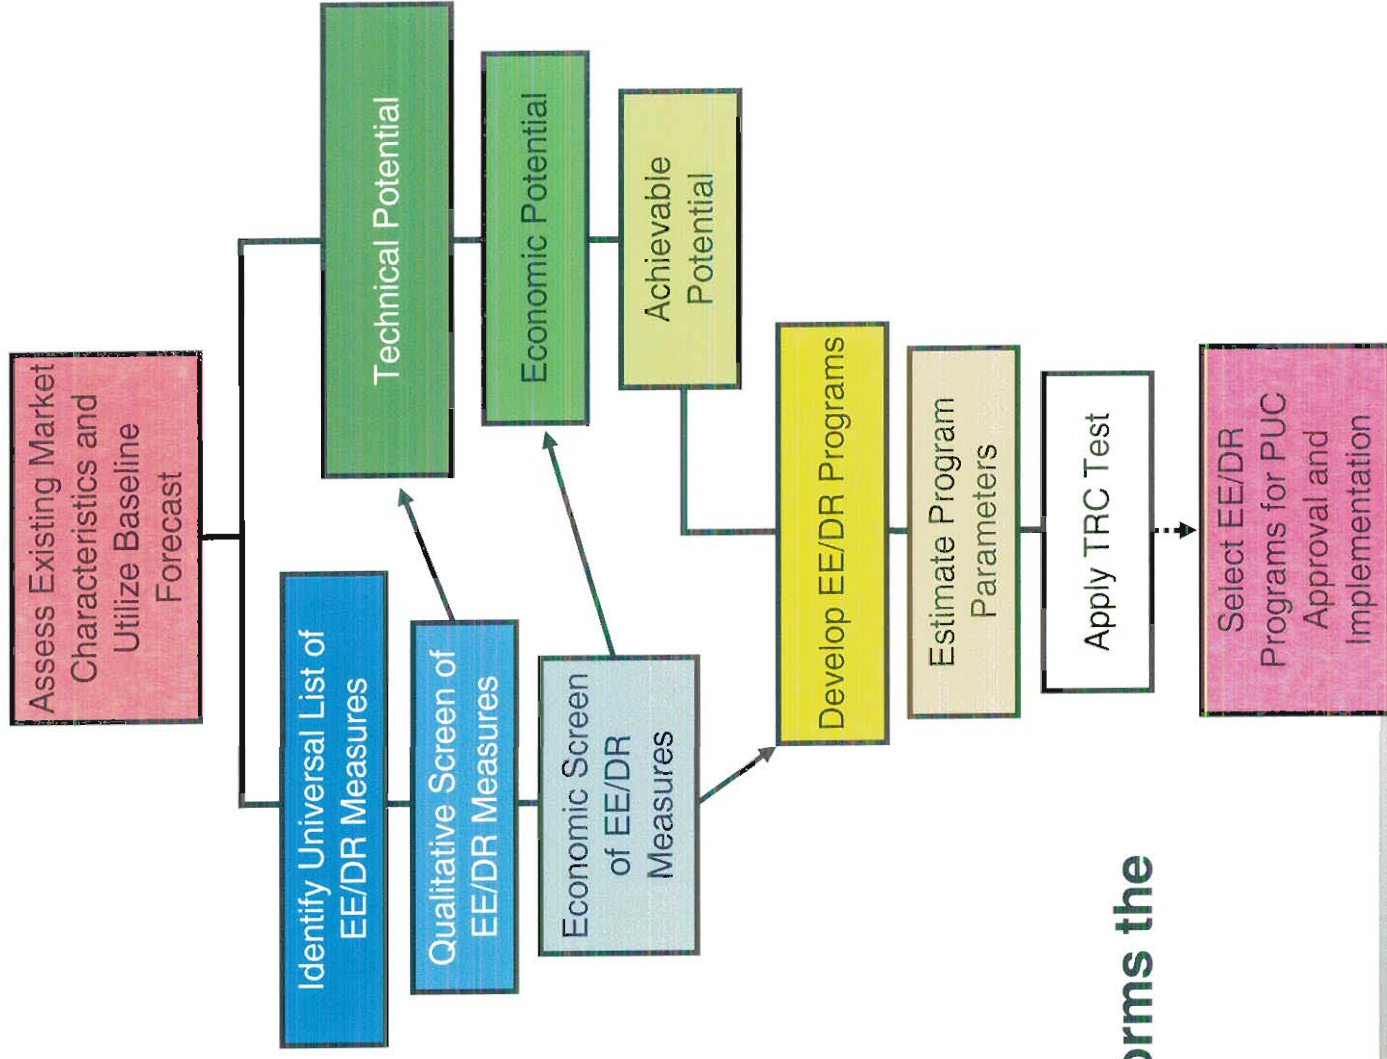 Assess Existing Market
Characteristics and
Utilize Baseline
Forecast
Identify Universal List of
EE/DR Measures
Qualitative Screen of
EE/DR Measures
Economic Screen
of EE/DR
Measures
Technical Potential
Economic Potential
Achievable
Potential
Develop EE/DR Programs
Estimate Program
Parameters
Apply TRC Test
Select EE/DR
Programs for PUC
Approval and
Implementation
orms the